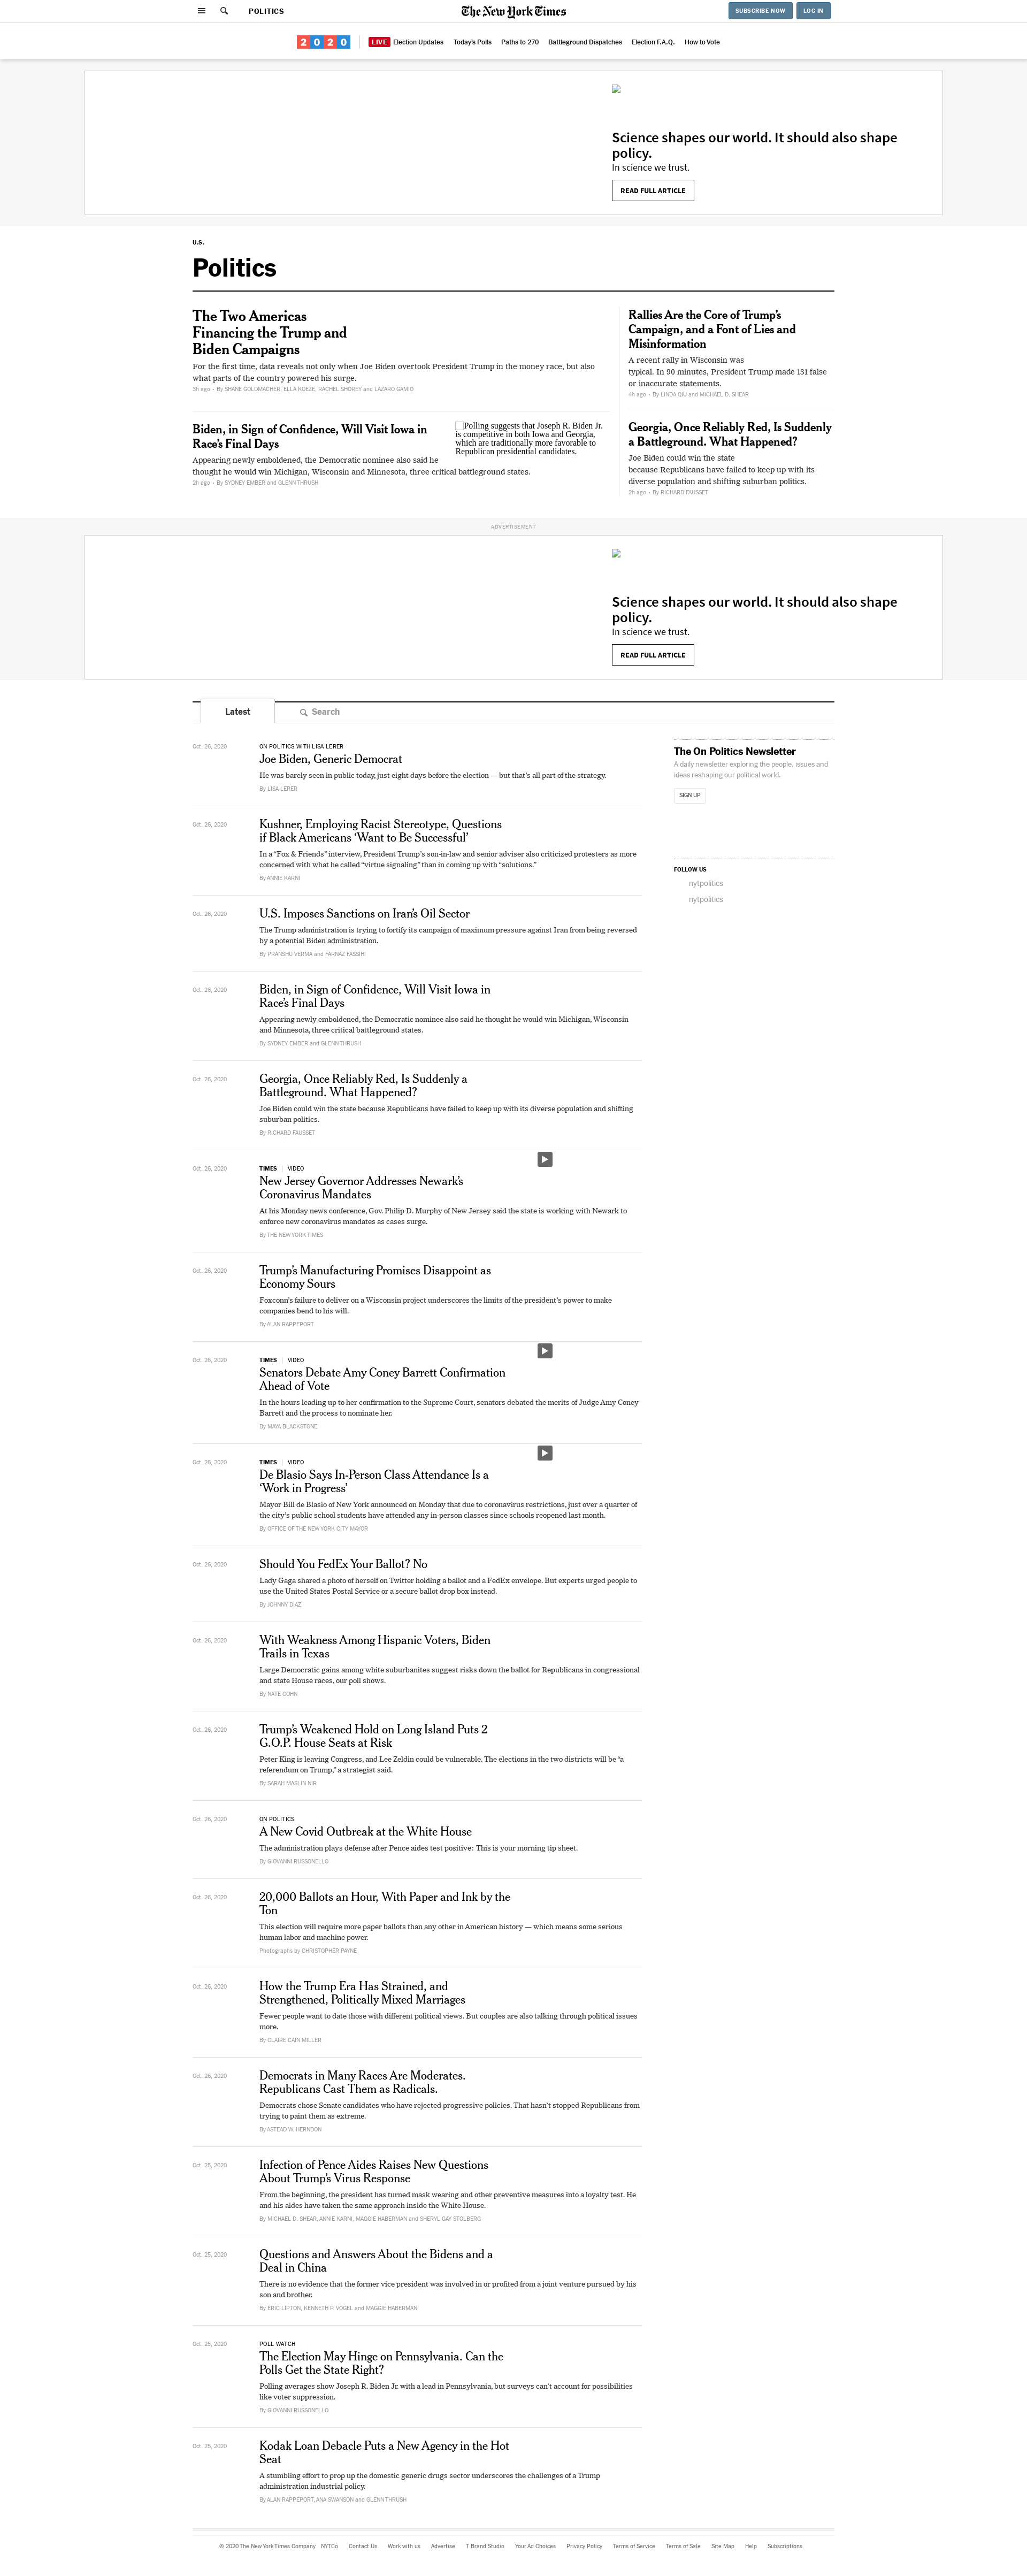 POLITICS
The New York Times
SUBSCRIBE NOW
LOG IN
2020
LIVE Election Updates
Today's Polls
Paths to 270
Battleground Dispatches
Election F.A.Q.
How to Vote
Science shapes our world. It should also shape
policy.
In science we trust.
READ FULL ARTICLE
U.S.
Politics
The Two Americas
Financing the Trump and
Biden Campaigns
For the first time, data reveals not only when Joe Biden overtook President Trump in the money race, but also
what parts of the country powered his surge.
3h ago • By SHANE GOLDMACHER, ELLA KOEZE, RACHEL SHOREY and LAZARO GAMIO
Biden, in Sign of Confidence, Will Visit Iowa in
Race’s Final Days
Appearing newly emboldened, the Democratic nominee also said he
thought he would win Michigan, Wisconsin and Minnesota, three critical battleground states.
2h ago • By SYDNEY EMBER and GLENN THRUSH
Polling suggests that Joseph R. Biden Jr.
is competitive in both Iowa and Georgia,
which are traditionally more favorable to
Republican presidential candidates.
Rallies Are the Core of Trump’s
Campaign, and a Font of Lies and
Misinformation
A recent rally in Wisconsin was
typical. In 90 minutes, President Trump made 131 false
or inaccurate statements.
4h ago • By LINDA QIU and MICHAEL D. SHEAR
Georgia, Once Reliably Red, Is Suddenly
a Battleground. What Happened?
Joe Biden could win the state
because Republicans have failed to keep up with its
diverse population and shifting suburban politics.
2h ago • By RICHARD FAUSSET
ADVERTISEMENT
Science shapes our world. It should also shape
policy.
In science we trust.
READ FULL ARTICLE
Latest
Search
Oct. 26, 2020
ON POLITICS WITH LISA LERER
Joe Biden, Generic Democrat
He was barely seen in public today, just eight days before the election — but that’s all part of the strategy.
By LISA LERER
Oct. 26, 2020
Kushner, Employing Racist Stereotype, Questions
if Black Americans ‘Want to Be Successful’
In a “Fox & Friends” interview, President Trump’s son-in-law and senior adviser also criticized protesters as more
concerned with what he called “virtue signaling” than in coming up with “solutions.”
By ANNIE KARNI
Oct. 26, 2020
U.S. Imposes Sanctions on Iran’s Oil Sector
The Trump administration is trying to fortify its campaign of maximum pressure against Iran from being reversed
by a potential Biden administration.
By PRANSHU VERMA and FARNAZ FASSIHI
Oct. 26, 2020
Biden, in Sign of Confidence, Will Visit Iowa in
Race’s Final Days
Appearing newly emboldened, the Democratic nominee also said he thought he would win Michigan, Wisconsin
and Minnesota, three critical battleground states.
By SYDNEY EMBER and GLENN THRUSH
Oct. 26, 2020
Georgia, Once Reliably Red, Is Suddenly a
Battleground. What Happened?
Joe Biden could win the state because Republicans have failed to keep up with its diverse population and shifting
suburban politics.
By RICHARD FAUSSET
Oct. 26, 2020
TIMES | VIDEO
New Jersey Governor Addresses Newark’s
Coronavirus Mandates
At his Monday news conference, Gov. Philip D. Murphy of New Jersey said the state is working with Newark to
enforce new coronavirus mandates as cases surge.
By THE NEW YORK TIMES
Oct. 26, 2020
Trump’s Manufacturing Promises Disappoint as
Economy Sours
Foxconn’s failure to deliver on a Wisconsin project underscores the limits of the president’s power to make
companies bend to his will.
By ALAN RAPPEPORT
Oct. 26, 2020
TIMES | VIDEO
Senators Debate Amy Coney Barrett Confirmation
Ahead of Vote
In the hours leading up to her confirmation to the Supreme Court, senators debated the merits of Judge Amy Coney
Barrett and the process to nominate her.
By MAYA BLACKSTONE
Oct. 26, 2020
TIMES | VIDEO
De Blasio Says In-Person Class Attendance Is a
‘Work in Progress’
Mayor Bill de Blasio of New York announced on Monday that due to coronavirus restrictions, just over a quarter of
the city’s public school students have attended any in-person classes since schools reopened last month.
By OFFICE OF THE NEW YORK CITY MAYOR
Oct. 26, 2020
Should You FedEx Your Ballot? No
Lady Gaga shared a photo of herself on Twitter holding a ballot and a FedEx envelope. But experts urged people to
use the United States Postal Service or a secure ballot drop box instead.
By JOHNNY DIAZ
Oct. 26, 2020
With Weakness Among Hispanic Voters, Biden
Trails in Texas
Large Democratic gains among white suburbanites suggest risks down the ballot for Republicans in congressional
and state House races, our poll shows.
By NATE COHN
Oct. 26, 2020
Trump’s Weakened Hold on Long Island Puts 2
G.O.P. House Seats at Risk
Peter King is leaving Congress, and Lee Zeldin could be vulnerable. The elections in the two districts will be “a
referendum on Trump,” a strategist said.
By SARAH MASLIN NIR
Oct. 26, 2020
ON POLITICS
A New Covid Outbreak at the White House
The administration plays defense after Pence aides test positive: This is your morning tip sheet.
By GIOVANNI RUSSONELLO
Oct. 26, 2020
20,000 Ballots an Hour, With Paper and Ink by the
Ton
This election will require more paper ballots than any other in American history — which means some serious
human labor and machine power.
Photographs by CHRISTOPHER PAYNE
Oct. 26, 2020
How the Trump Era Has Strained, and
Strengthened, Politically Mixed Marriages
Fewer people want to date those with different political views. But couples are also talking through political issues
more.
By CLAIRE CAIN MILLER
Oct. 26, 2020
Democrats in Many Races Are Moderates.
Republicans Cast Them as Radicals.
Democrats chose Senate candidates who have rejected progressive policies. That hasn’t stopped Republicans from
trying to paint them as extreme.
By ASTEAD W. HERNDON
Oct. 25, 2020
Infection of Pence Aides Raises New Questions
About Trump’s Virus Response
From the beginning, the president has turned mask wearing and other preventive measures into a loyalty test. He
and his aides have taken the same approach inside the White House.
By MICHAEL D. SHEAR, ANNIE KARNI, MAGGIE HABERMAN and SHERYL GAY STOLBERG
Oct. 25, 2020
Questions and Answers About the Bidens and a
Deal in China
There is no evidence that the former vice president was involved in or profited from a joint venture pursued by his
son and brother.
By ERIC LIPTON, KENNETH P. VOGEL and MAGGIE HABERMAN
Oct. 25, 2020
POLL WATCH
The Election May Hinge on Pennsylvania. Can the
Polls Get the State Right?
Polling averages show Joseph R. Biden Jr. with a lead in Pennsylvania, but surveys can’t account for possibilities
like voter suppression.
By GIOVANNI RUSSONELLO
Oct. 25, 2020
Kodak Loan Debacle Puts a New Agency in the Hot
Seat
A stumbling effort to prop up the domestic generic drugs sector underscores the challenges of a Trump
administration industrial policy.
By ALAN RAPPEPORT, ANA SWANSON and GLENN THRUSH
The On Politics Newsletter
A daily newsletter exploring the people, issues and
ideas reshaping our political world.
SIGN UP
FOLLOW US
nytpolitics
nytpolitics
© 2020 The New York Times Company
NYTCo
Contact Us
Work with us
Advertise
T Brand Studio
Your Ad Choices
Privacy Policy
Terms of Service
Terms of Sale
Site Map
Help
Subscriptions